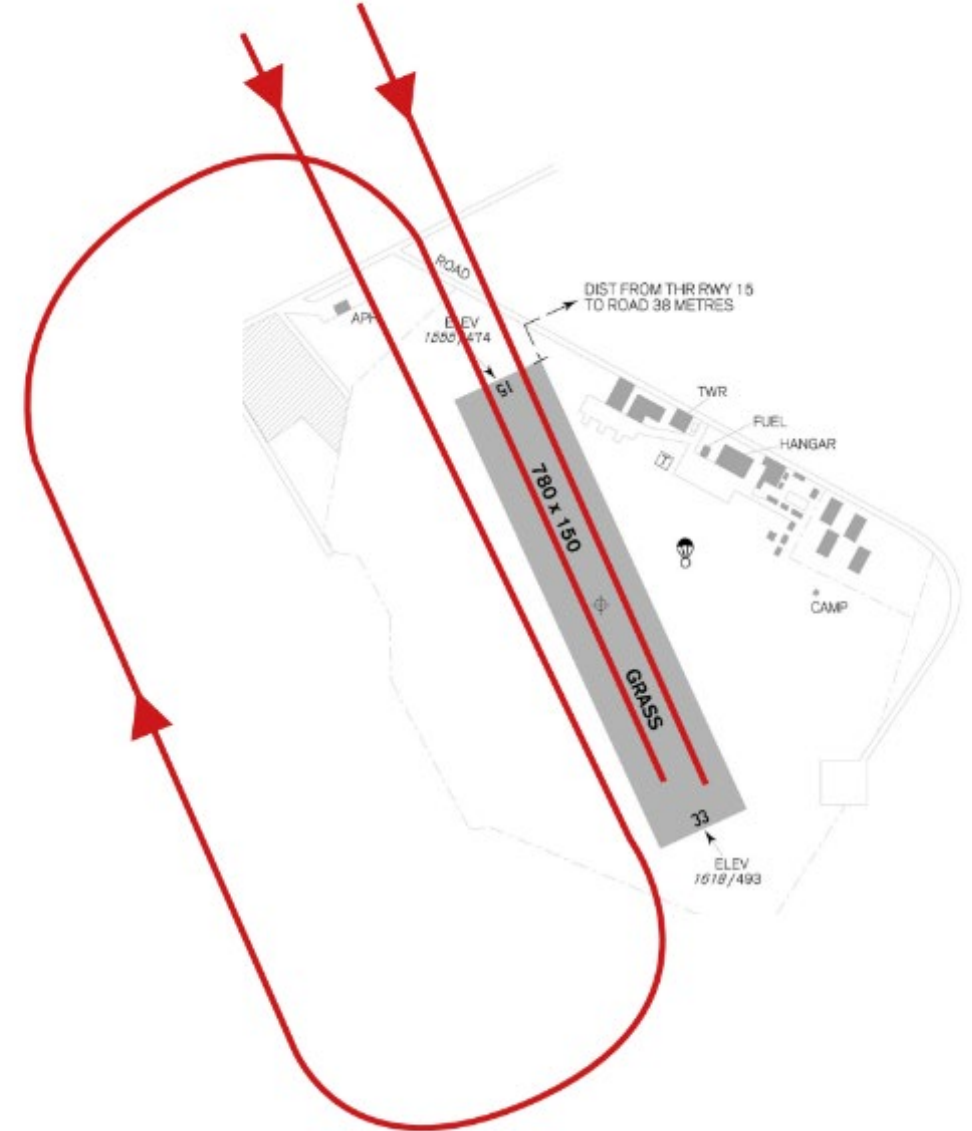 ROAD
DIST FROM THR RWY 15
TO ROAD 38 METRES
ELEV
1555/474
15
TWR
FUEL
HANGAR
T
780 x 150
CAMP
GRASS
33
ELEV
1618/493